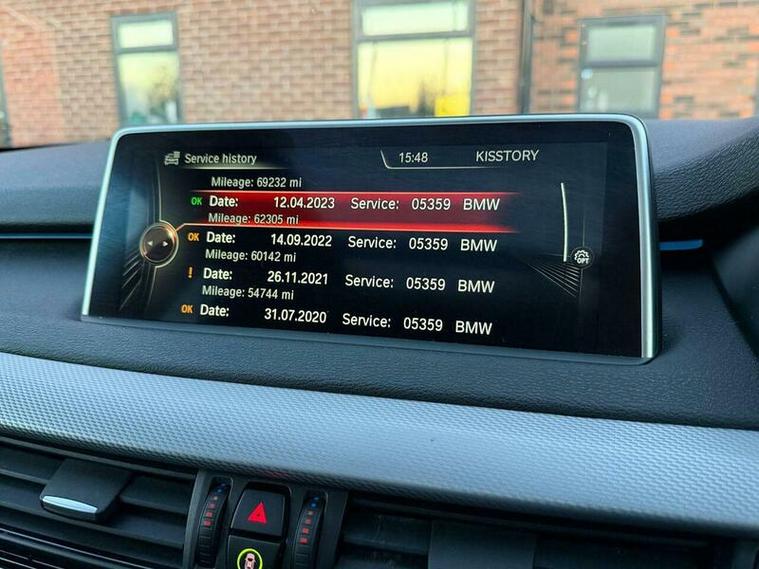 Service history 15:48 KISSTORY
Mileage: 69232 mi
OK Date: 12.04.2023 Service: 05359 BMW
Mileage: 62305 mi
OK Date: 14.09.2022 Service: 05359 BMW
Mileage: 60142 mi
! Date: 26.11.2021 Service: 05359 BMW
Mileage: 54744 mi
OK Date: 31.07.2020 Service: 05359 BMW
OPT